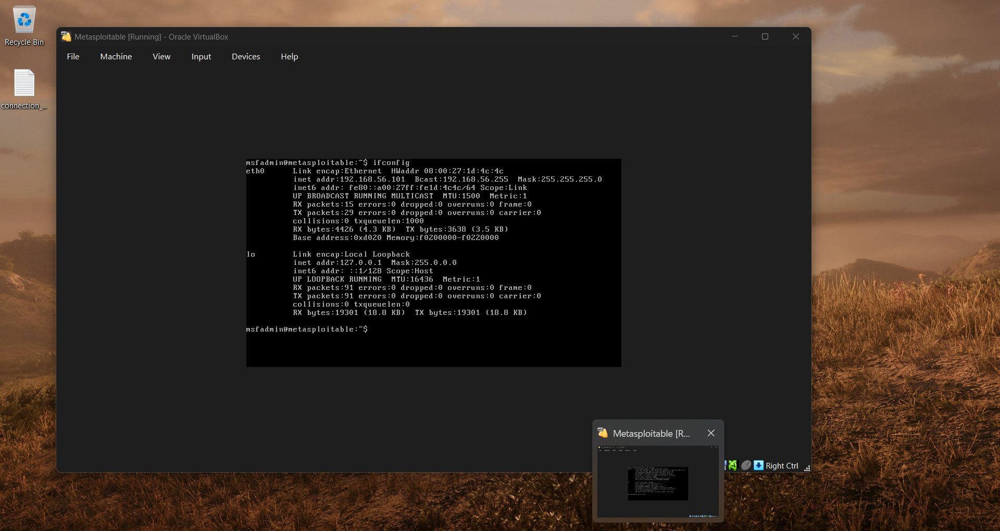 Recycle Bin
connection_...
Metasploitable [Running] - Oracle VirtualBox
File Machine View Input Devices Help
msfadmin@metasploitable:~$ ifconfig
eth0 Link encap:Ethernet HWaddr 08:00:27:1d:4c:4c
inet addr:192.168.56.101 Bcast:192.168.56.255 Mask:255.255.255.0
inet6 addr: fe80::a00:27ff:fe1d:4c4c/64 Scope:Link
UP BROADCAST RUNNING MULTICAST MTU:1500 Metric:1
RX packets:15 errors:0 dropped:0 overruns:0 frame:0
TX packets:29 errors:0 dropped:0 overruns:0 carrier:0
collisions:0 txqueuelen:1000
RX bytes:4426 (4.3 KB) TX bytes:3638 (3.5 KB)
Base address:0xd020 Memory:f0200000-f0220000
lo Link encap:Local Loopback
inet addr:127.0.0.1 Mask:255.0.0.0
inet6 addr: ::1/128 Scope:Host
UP LOOPBACK RUNNING MTU:16436 Metric:1
RX packets:91 errors:0 dropped:0 overruns:0 frame:0
TX packets:91 errors:0 dropped:0 overruns:0 carrier:0
collisions:0 txqueuelen:0
RX bytes:19301 (18.8 KB) TX bytes:19301 (18.8 KB)
msfadmin@metasploitable:~$
Metasploitable [R...
Right Ctrl